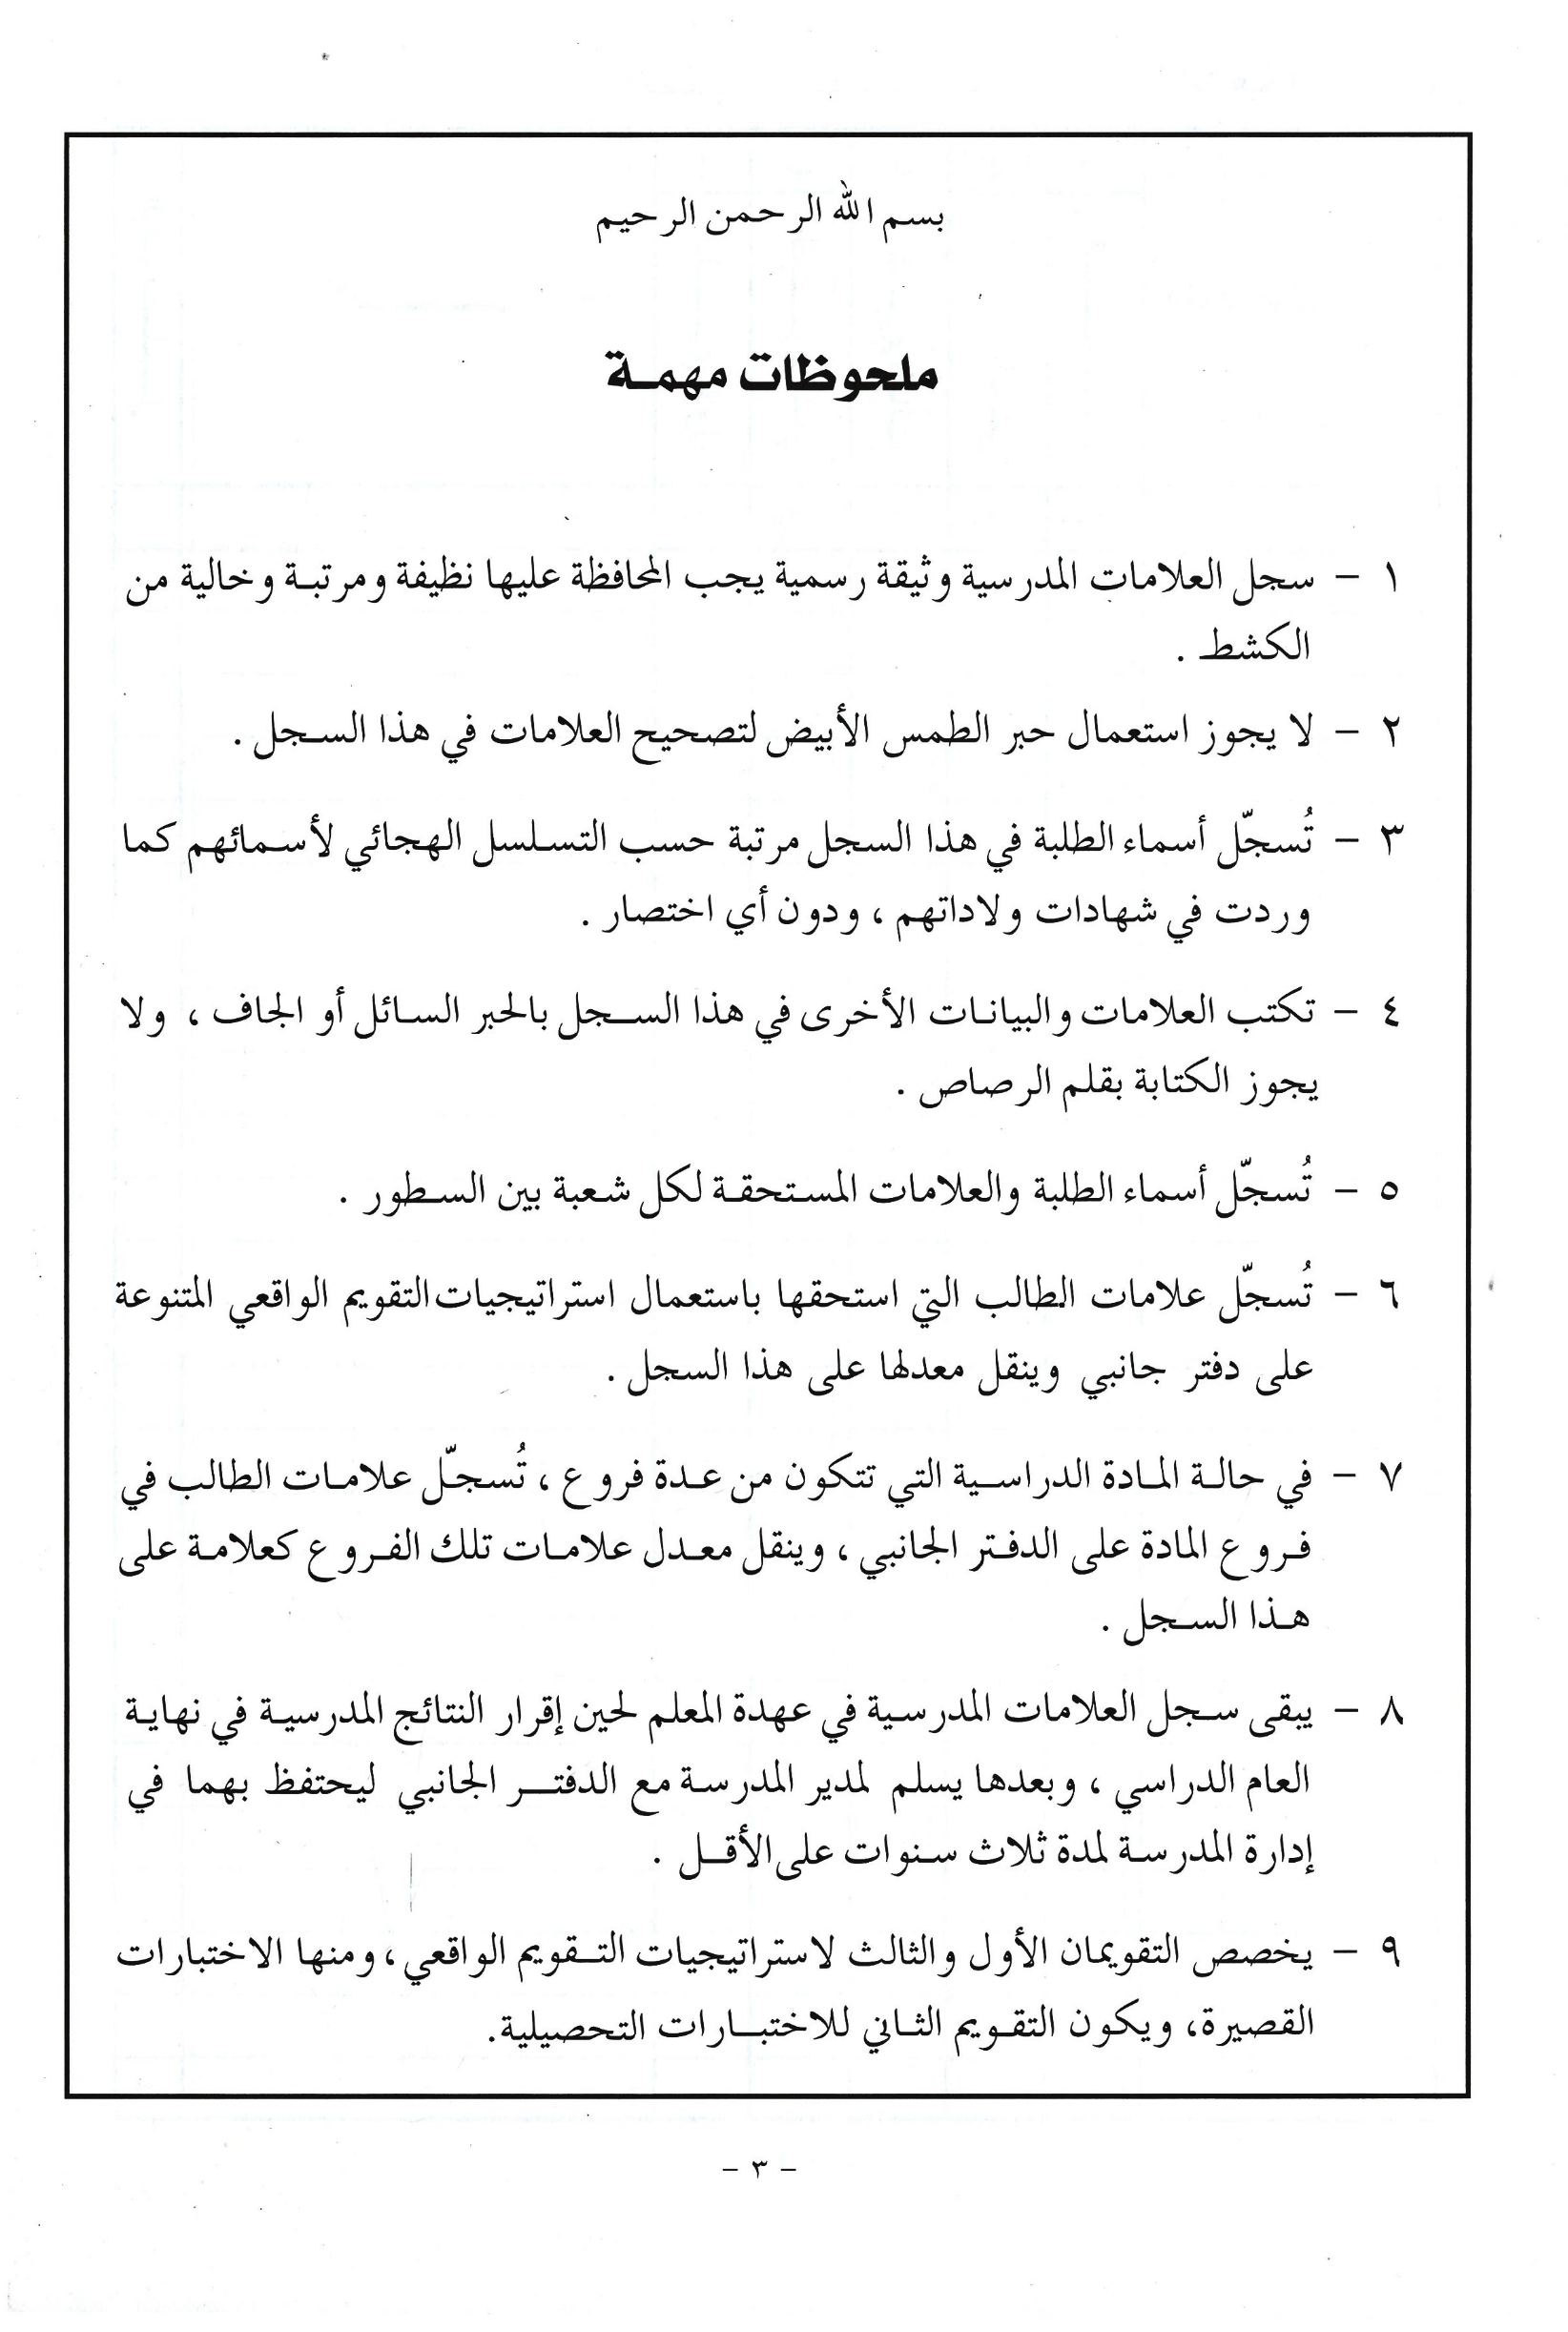 بسم الله الرحمن الرحيم
ملحوظات مهمة
١ – سجل العلامات المدرسية وثيقة رسمية يجب المحافظة عليها نظيفة ومرتبة وخالية من
الكشط .
٢ – لا يجوز استعمال حبر الطمس الأبيض لتصحيح العلامات في هذا السجل .
٣ – تُسجّل أسماء الطلبة في هذا السجل مرتبة حسب التسلسل الهجائي لأسمائهم كما
وردت في شهادات ولاداتهم ، ودون أي اختصار .
٤ – تكتب العلامات والبيانات الأخرى في هذا السجل بالحبر السائل أو الجاف ، ولا
يجوز الكتابة بقلم الرصاص .
٥ – تُسجّل أسماء الطلبة والعلامات المستحقة لكل شعبة بين السطور .
٦ – تُسجّل علامات الطالب التي استحقها باستعمال استراتيجيات التقويم الواقعي المتنوعة
على دفتر جانبي وينقل معدلها على هذا السجل .
٧ – في حالة المادة الدراسية التي تتكون من عدة فروع ، تُسجّل علامات الطالب في
فروع المادة على الدفتر الجانبي ، وينقل معدل علامات تلك الفروع كعلامة على
هذا السجل .
٨ – يبقى سجل العلامات المدرسية في عهدة المعلم لحين إقرار النتائج المدرسية في نهاية
العام الدراسي ، وبعدها يسلم لمدير المدرسة مع الدفتر الجانبي ليحتفظ بهما في
إدارة المدرسة لمدة ثلاث سنوات على الأقل .
٩ – يخصص التقويمان الأول والثالث لاستراتيجيات التقويم الواقعي ، ومنها الاختبارات
القصيرة، ويكون التقويم الثاني للاختبارات التحصيلية.
– ٣ –